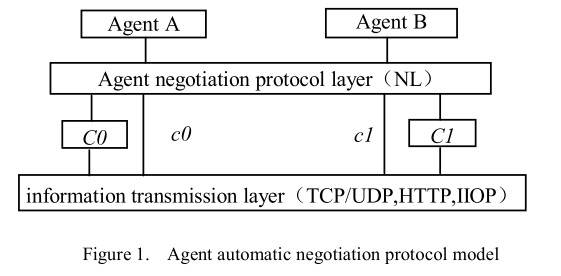 Agent A
Agent B
Agent negotiation protocol layer（NL）
C0
c0
c1
C1
information transmission layer（TCP/UDP,HTTP,IIOP）
Figure 1. Agent automatic negotiation protocol model